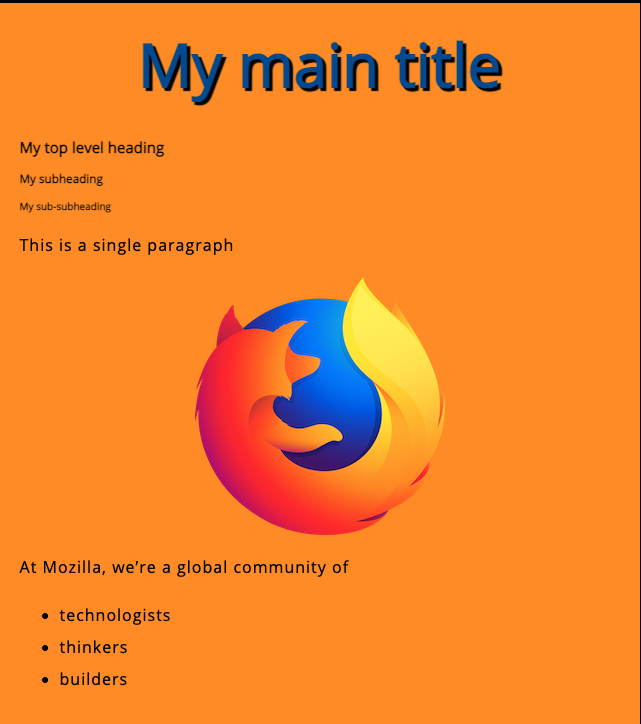 My main title
My top level heading
My subheading
My sub-subheading
This is a single paragraph
At Mozilla, we’re a global community of
technologists
thinkers
builders